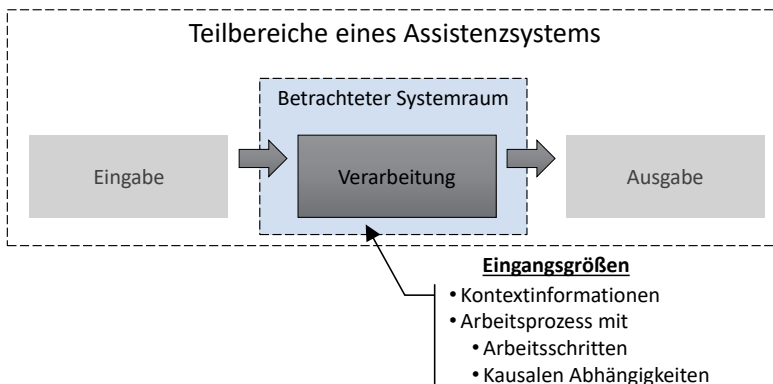 Teilbereiche eines Assistenzsystems
Betrachteter Systemraum
Eingabe
Verarbeitung
Ausgabe
Eingangsgrößen
• Kontextinformationen
• Arbeitsprozess mit
• Arbeitsschritten
• Kausalen Abhängigkeiten